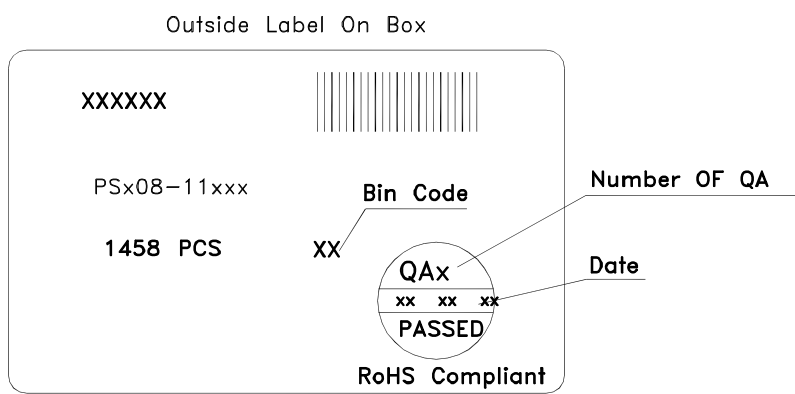 Outside Label On Box
XXXXXX
PSx08-11xxx
Bin Code
Number OF QA
1458 PCS
XX
QAx
Date
xx xx xx
PASSED
RoHS Compliant